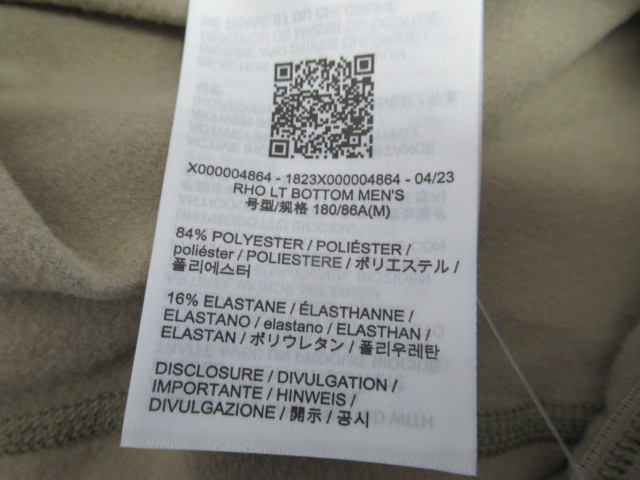 X000004864 - 1823X000004864 - 04/23
RHO LT BOTTOM MEN'S
号型/规格 180/86A(M)
84% POLYESTER / POLIÉSTER /
poliéster / POLIESTERE / ポリエステル /
폴리에스터
16% ELASTANE / ÉLASTHANNE /
ELASTANO / elastano / ELASTHAN /
ELASTAN / ポリウレタン / 폴리우레탄
DISCLOSURE / DIVULGATION /
IMPORTANTE / HINWEIS /
DIVULGAZIONE / 開示 / 공시